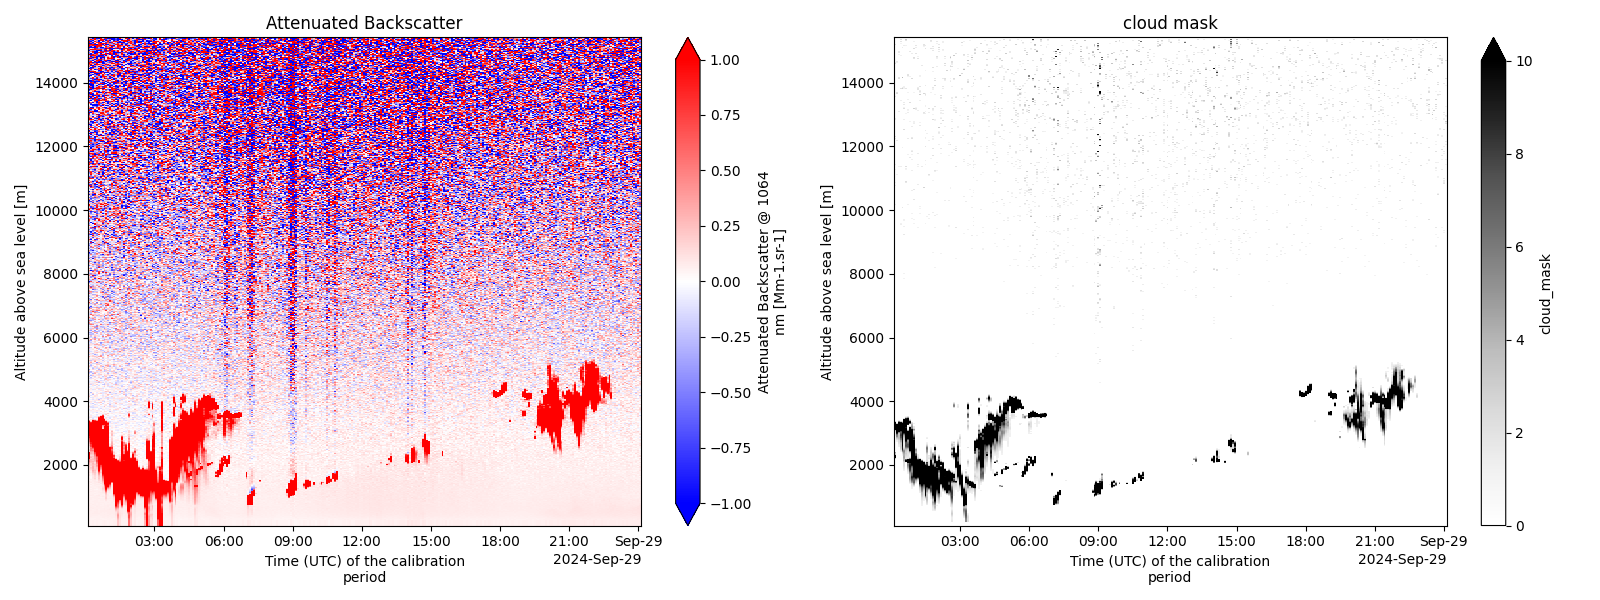 Attenuated Backscatter
14000
12000
10000
8000
6000
4000
2000
Altitude above sea level [m]
03:00 06:00 09:00 12:00 15:00 18:00 21:00 Sep-29
2024-Sep-29
Time (UTC) of the calibration
period
1.00
0.75
0.50
0.25
0.00
−0.25
−0.50
−0.75
−1.00
Attenuated Backscatter @ 1064
nm [Mm-1.sr-1]
cloud mask
14000
12000
10000
8000
6000
4000
2000
Altitude above sea level [m]
03:00 06:00 09:00 12:00 15:00 18:00 21:00 Sep-29
2024-Sep-29
Time (UTC) of the calibration
period
10
8
6
4
2
0
cloud_mask